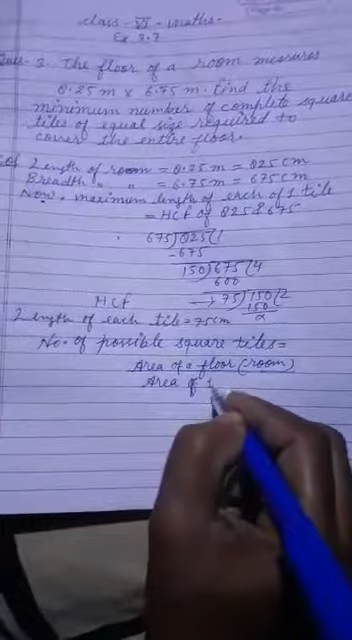 class - VI - maths -
Ex 3.7
Ques- 3. The floor of a room measures
8.25 m x 6.75 m. find the
minimum number of complete square
tiles of equal size required to
cover the entire floor.
Sol Length of room = 8.25 m = 825 cm
Breadth " " = 6.75 m = 675 cm
Now, maximum length of each of 1 tile
= HCF of 825 & 675
675)825(1
-675
150)675(4
600
HCF → 75)150(2
150
Length of each tile = 75 cm
No. of possible square tiles =
Area of a floor (room)
Area of 1